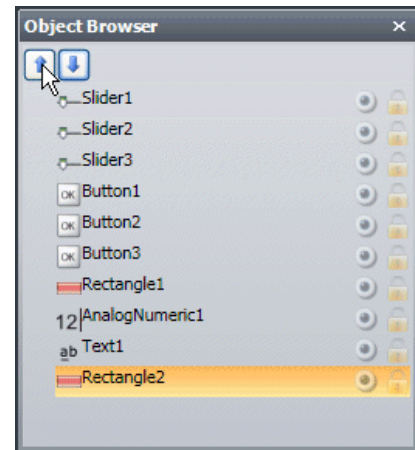 Object Browser
Slider1
Slider2
Slider3
OK Button1
OK Button2
OK Button3
Rectangle1
12 AnalogNumeric1
ab Text1
Rectangle2